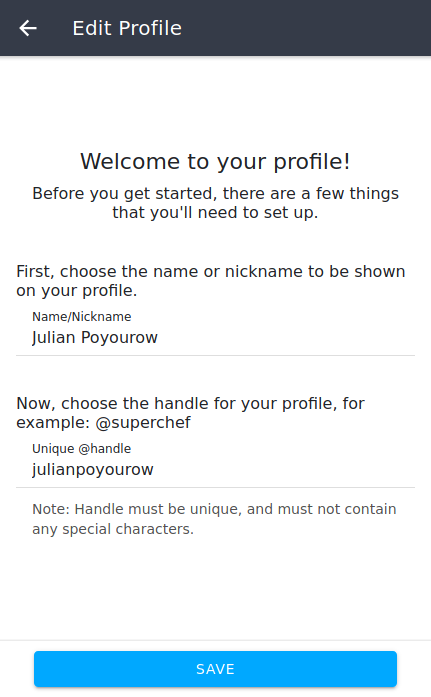 Edit Profile
Welcome to your profile!
Before you get started, there are a few things
that you'll need to set up.
First, choose the name or nickname to be shown
on your profile.
Name/Nickname
Julian Poyourow
Now, choose the handle for your profile, for
example: @superchef
Unique @handle
julianpoyourow
Note: Handle must be unique, and must not contain
any special characters.
SAVE